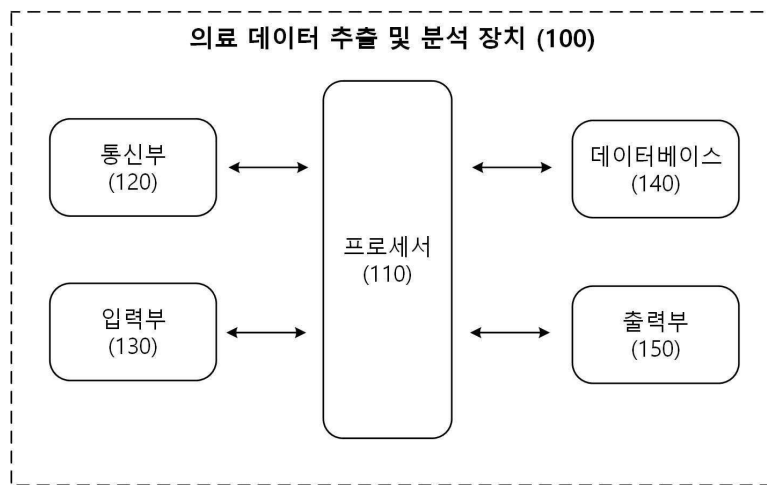 의료 데이터 추출 및 분석 장치 (100)
통신부
(120)
입력부
(130)
프로세서
(110)
데이터베이스
(140)
출력부
(150)